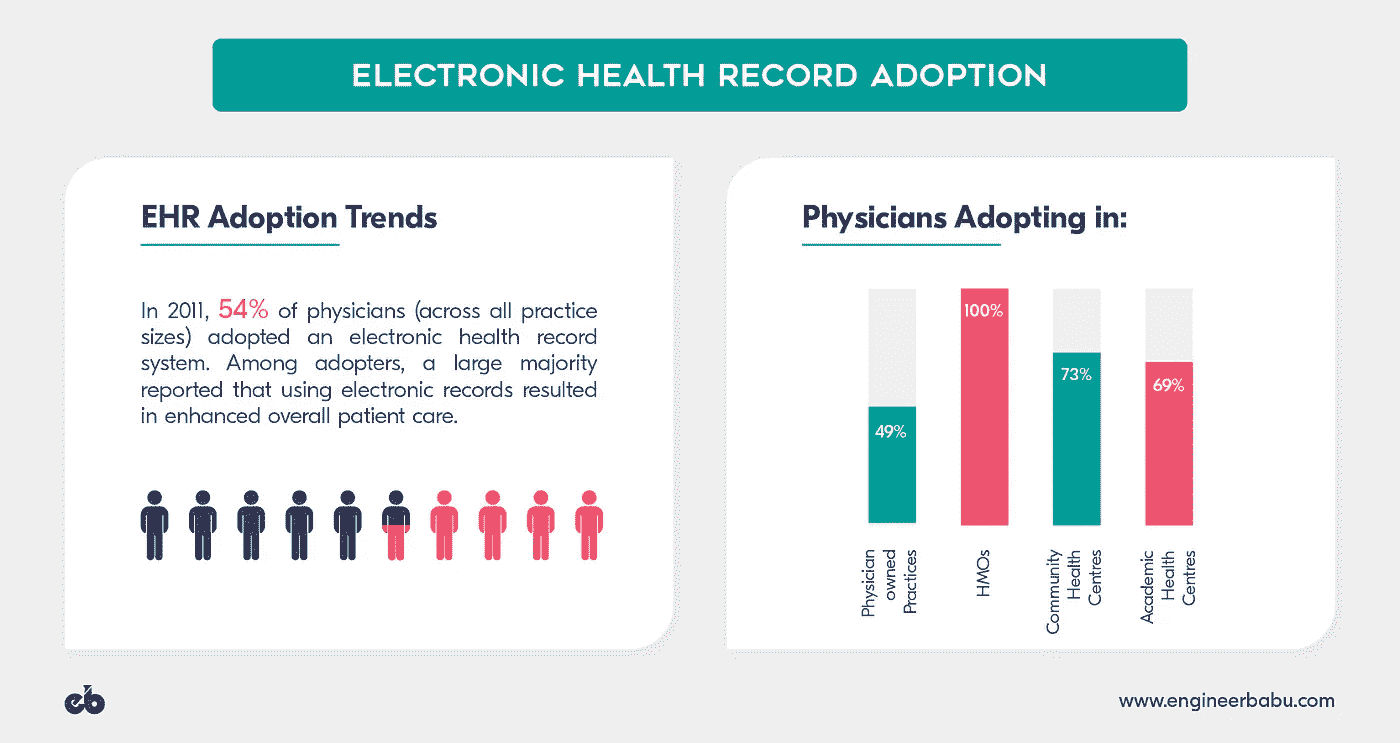 ELECTRONIC HEALTH RECORD ADOPTION
EHR Adoption Trends
In 2011, 54% of physicians (across all practice
sizes) adopted an electronic health record
system. Among adopters, a large majority
reported that using electronic records resulted
in enhanced overall patient care.
Physicians Adopting in:
49%
100%
73%
69%
Physician
owned
Practices
HMOs
Community
Health
Centres
Academic
Health
Centres
eb
www.engineerbabu.com